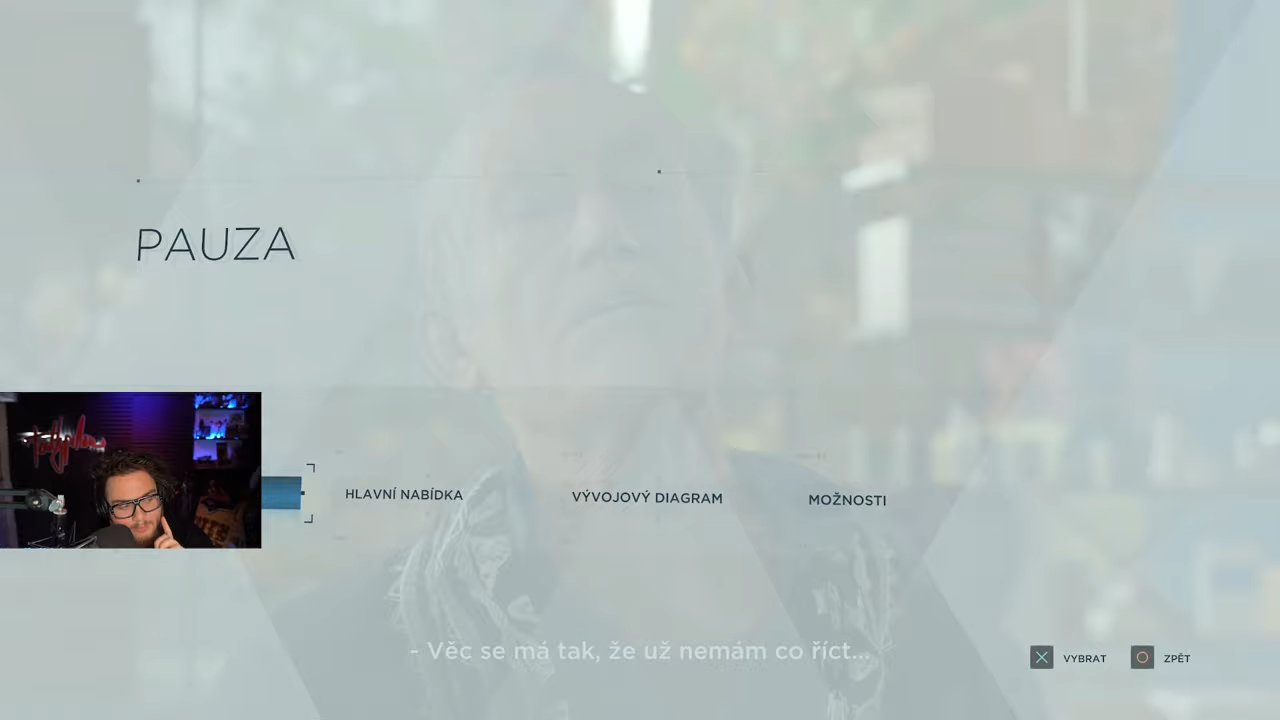 PAUZA
HLAVNÍ NABÍDKA
VÝVOJOVÝ DIAGRAM
MOŽNOSTI
- Věc se má tak, že už nemám co říct...
VYBRAT
ZPĚT